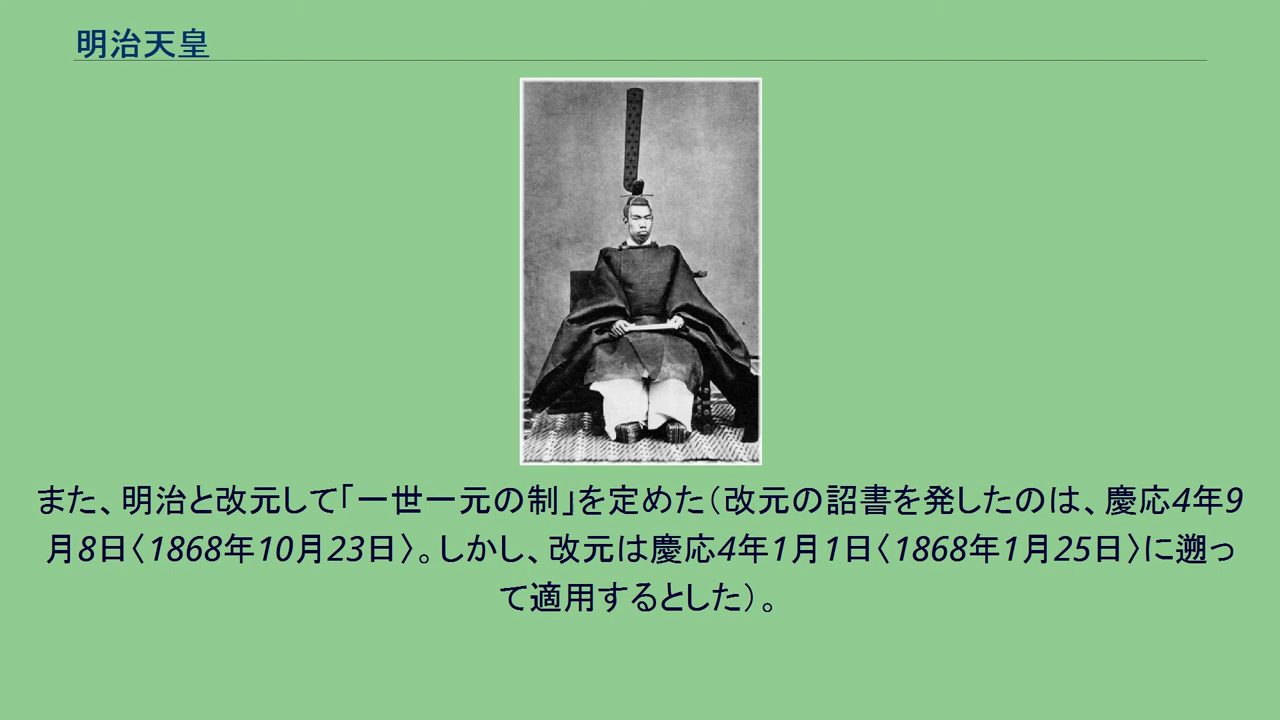 明治天皇
また、明治と改元して「一世一元の制」を定めた（改元の詔書を発したのは、慶応4年9
月8日〈1868年10月23日〉。しかし、改元は慶応4年1月1日〈1868年1月25日〉に遡っ
て適用するとした）。